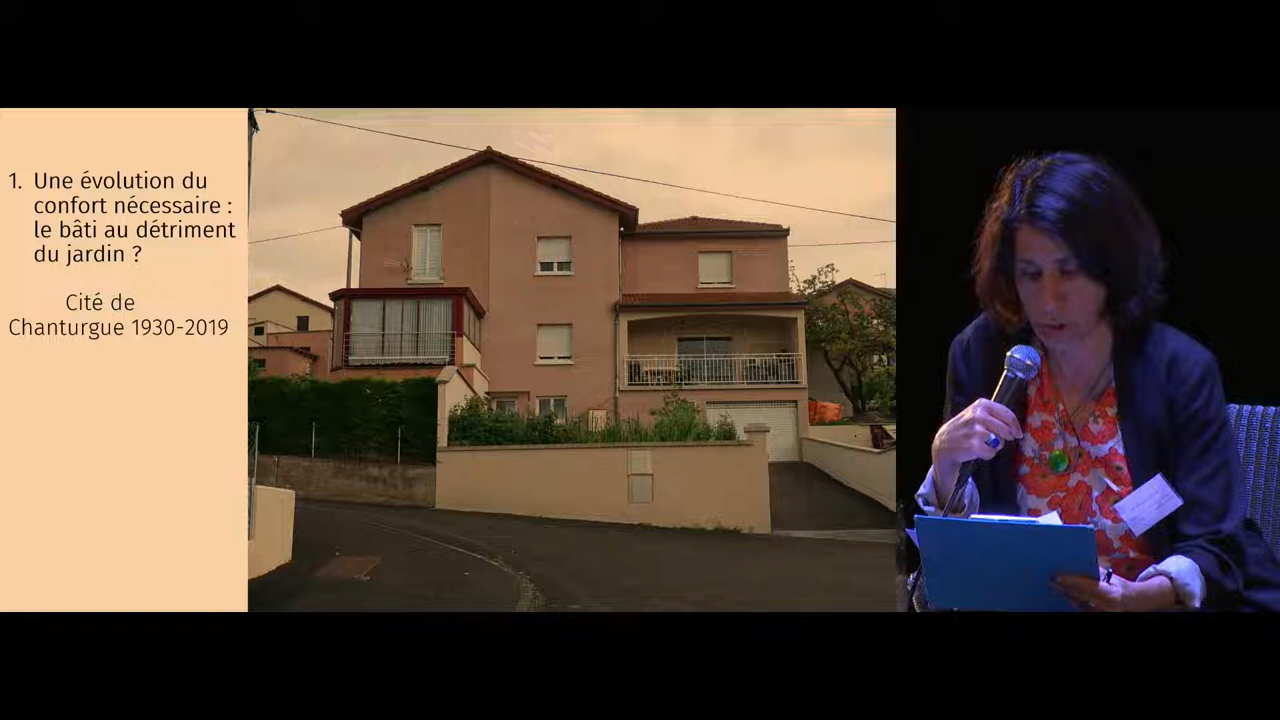 1. Une évolution du
confort nécessaire :
le bâti au détriment
du jardin ?
Cité de
Chanturgue 1930-2019